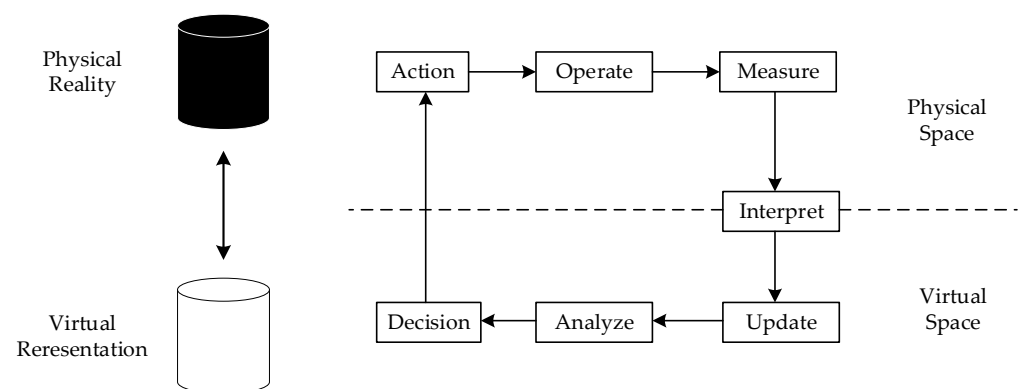 Physical
Reality
Action
Operate
Measure
Physical
Space
Interpret
Virtual
Reresentation
Decision
Analyze
Update
Virtual
Space